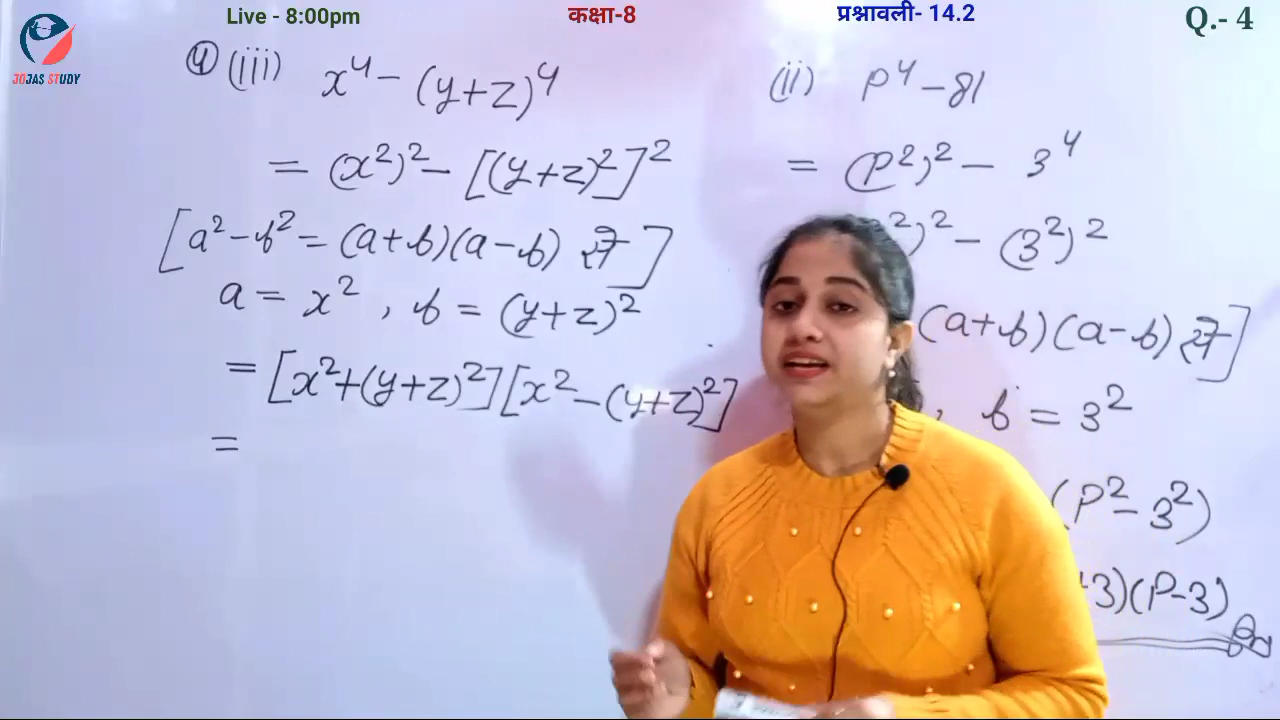 Live - 8:00pm
कक्षा-8
प्रश्नावली- 14.2
Q.- 4
JOJAS STUDY
④ (iii) x⁴ - (y+z)⁴
= (x²)² - [(y+z)²]²
[a² - b² = (a+b)(a-b) से]
a = x² , b = (y+z)²
= [x²+(y+z)²][x²-(y+z)²]
=
(ii) P⁴ - 81
= (P²)² - 3⁴
²)² - (3²)²
(a+b)(a-b) से]
, b = 3²
(P² - 3²)
+3)(P-3)